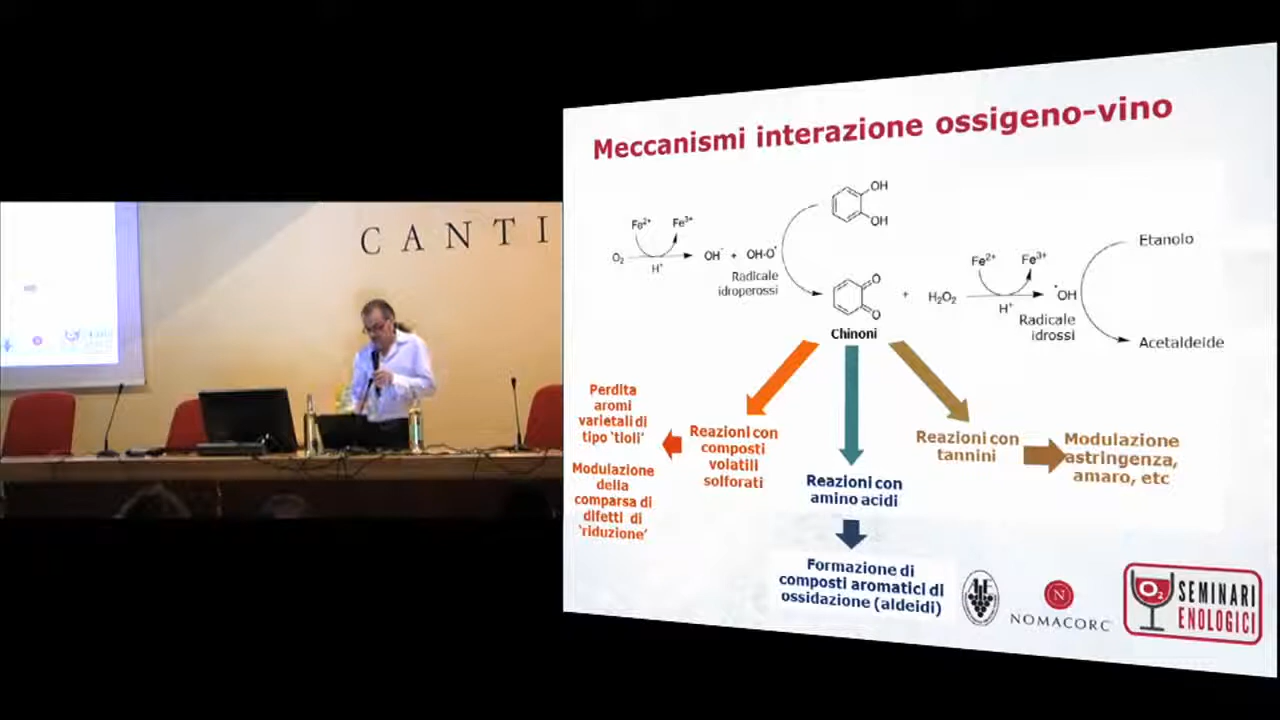 CANTI
Meccanismi interazione ossigeno-vino
OH
OH
Fe2+ Fe3+
O2 H+ OH- + OH-O•
Radicale
idroperossi
O
O
Chinoni
+ H2O2
Fe2+ Fe3+
H+
•OH
Radicale
idrossi
Etanolo
Acetaldeide
Perdita
aromi
varietali di
tipo ‘tioli’
Modulazione
della
comparsa di
difetti di
‘riduzione’
Reazioni con
composti
volatili
solforati
Reazioni con
amino acidi
Formazione di
composti aromatici di
ossidazione (aldeidi)
Reazioni con
tannini
Modulazione
astringenza,
amaro, etc
N
NOMACORC
O2
SEMINARI
ENOLOGICI